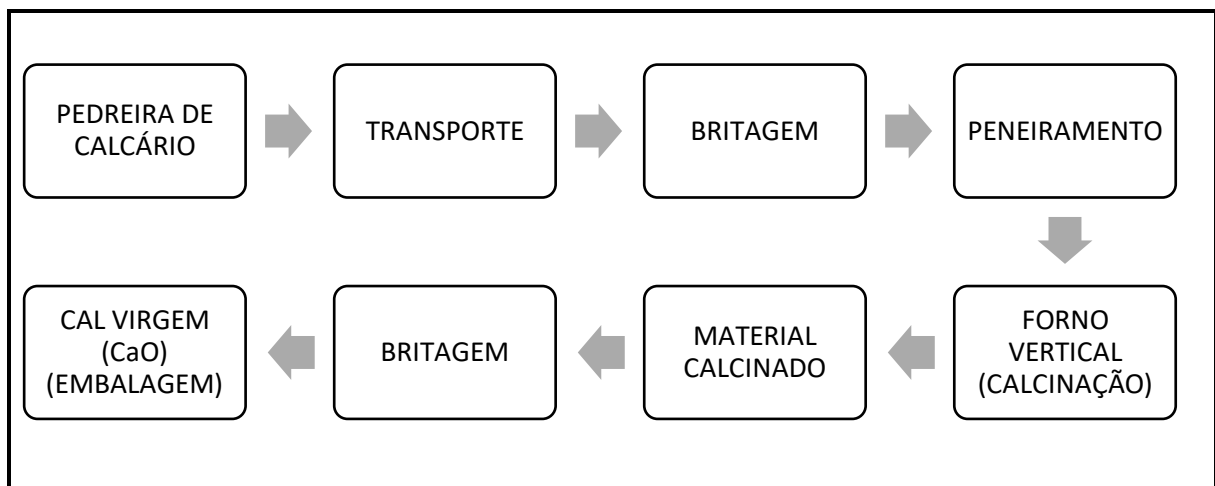 PEDREIRA DE
CALCÁRIO
TRANSPORTE
BRITAGEM
PENEIRAMENTO
FORNO
VERTICAL
(CALCINAÇÃO)
MATERIAL
CALCINADO
BRITAGEM
CAL VIRGEM
(CaO)
(EMBALAGEM)